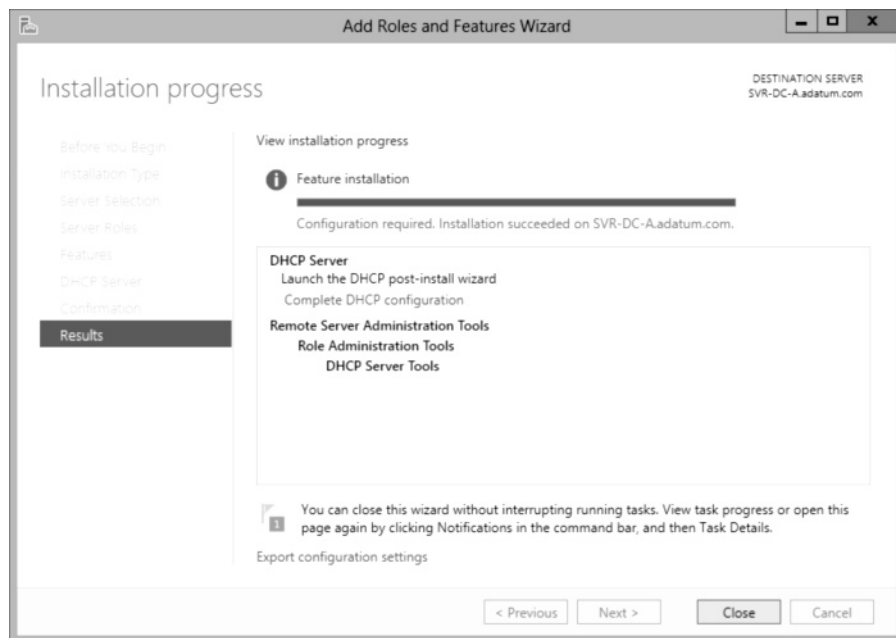 Add Roles and Features Wizard
Installation progress
DESTINATION SERVER
SVR-DC-A.adatum.com
Before You Begin
Installation Type
Server Selection
Server Roles
Features
DHCP Server
Confirmation
Results
View installation progress
Feature installation
Configuration required. Installation succeeded on SVR-DC-A.adatum.com.
DHCP Server
Launch the DHCP post-install wizard
Complete DHCP configuration
Remote Server Administration Tools
Role Administration Tools
DHCP Server Tools
1
You can close this wizard without interrupting running tasks. View task progress or open this
page again by clicking Notifications in the command bar, and then Task Details.
Export configuration settings
< Previous
Next >
Close
Cancel